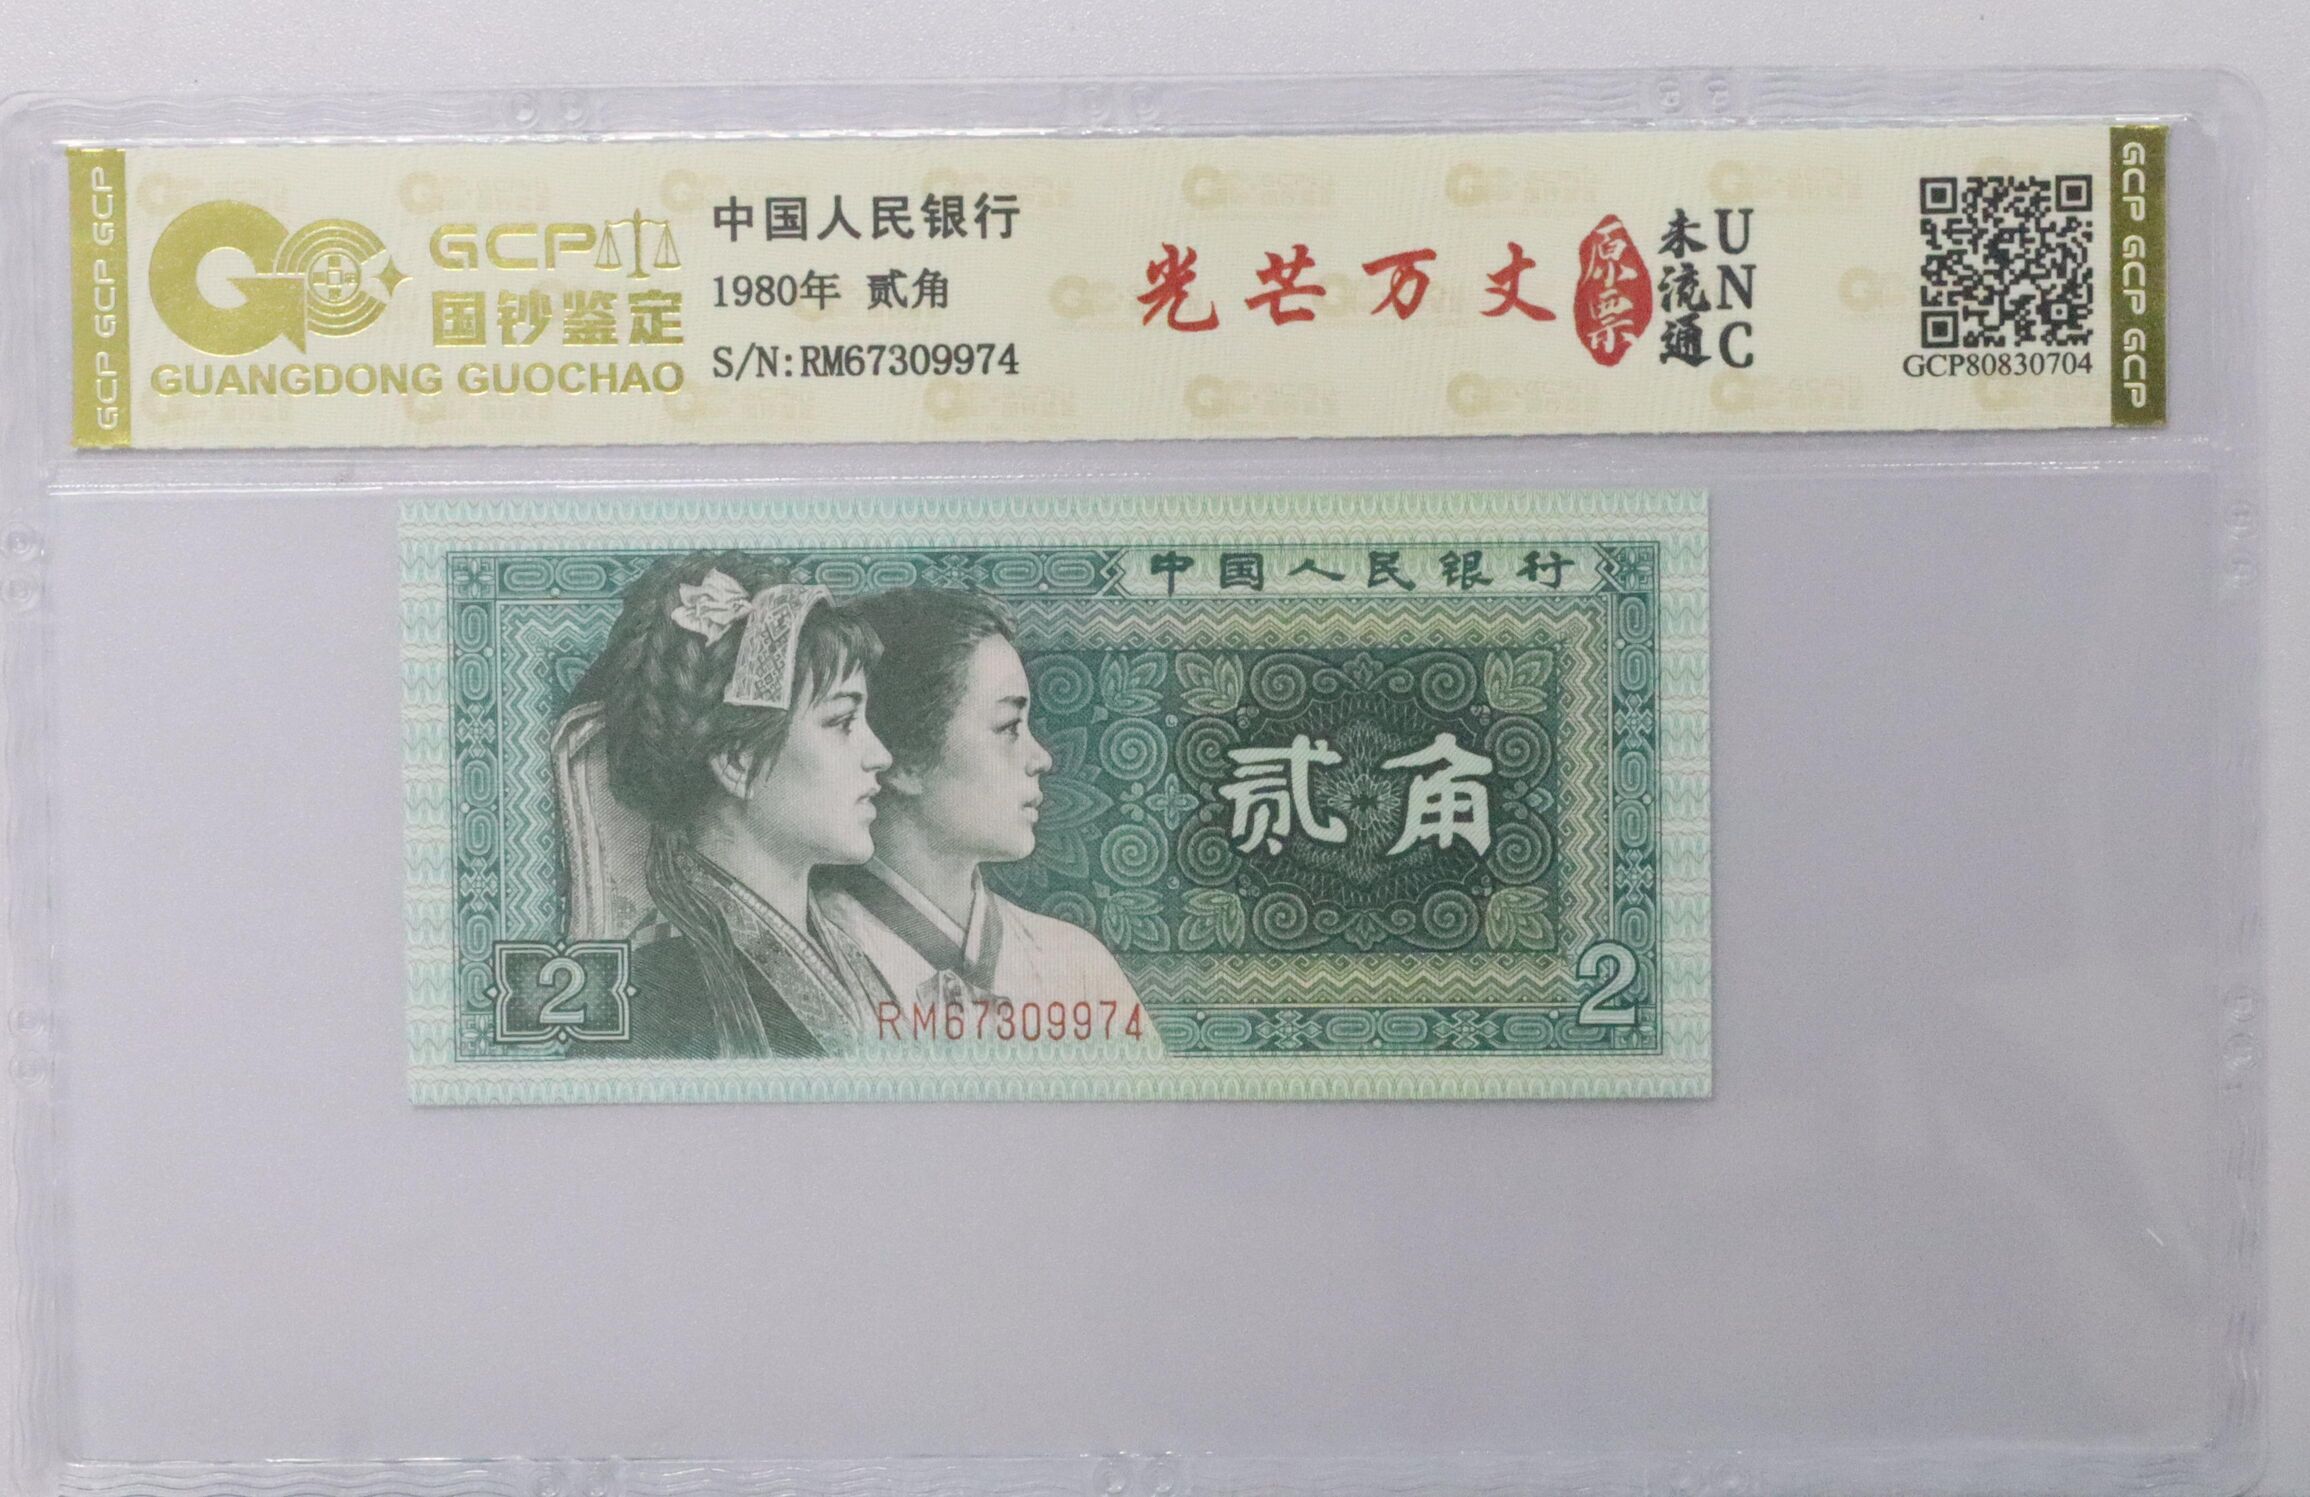 GCP GCP GCP
GCP
国钞鉴定
GUANGDONG GUOCHAO
中国人民银行
1980年 贰角
S/N:RM67309974
光芒万丈
原票
未流通
UNC
GCP80830704
GCP GCP GCP
中国人民银行
贰角
2
2
RM67309974